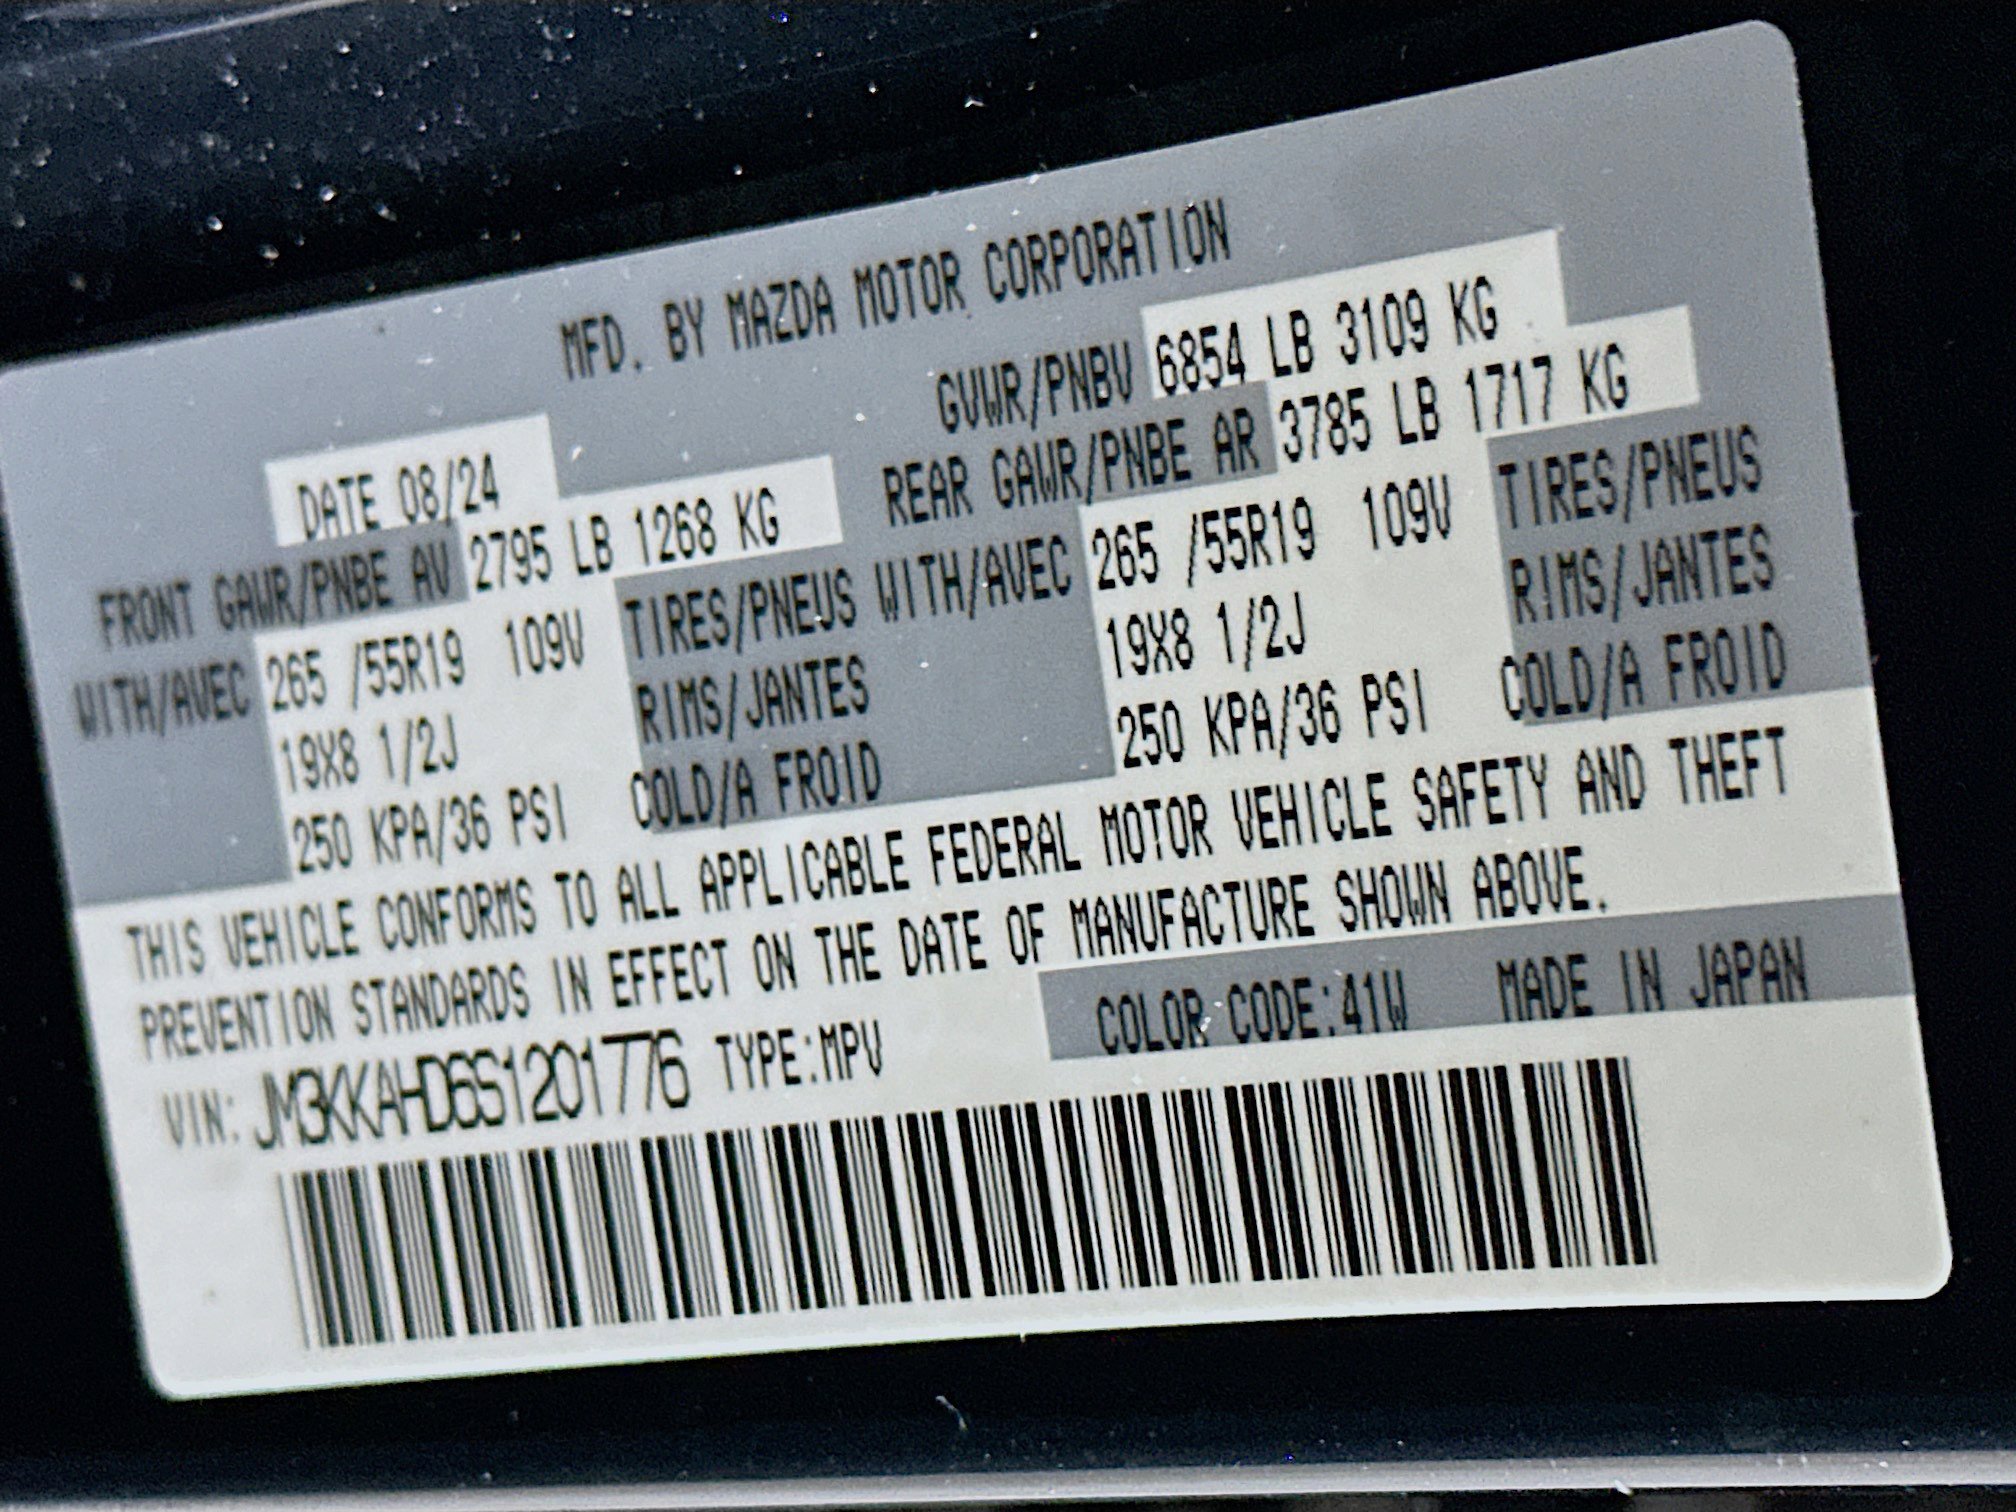 MFD. BY MAZDA MOTOR CORPORATION
DATE 08/24 GVWR/PNBV 6854 LB 3109 KG
FRONT GAWR/PNBE AV 2795 LB 1268 KG REAR GAWR/PNBE AR 3785 LB 1717 KG
WITH/AVEC 265 /55R19 109V TIRES/PNEUS WITH/AVEC 265 /55R19 109V TIRES/PNEUS
19X8 1/2J RIMS/JANTES 19X8 1/2J RIMS/JANTES
250 KPA/36 PSI COLD/A FROID 250 KPA/36 PSI COLD/A FROID
THIS VEHICLE CONFORMS TO ALL APPLICABLE FEDERAL MOTOR VEHICLE SAFETY AND THEFT
PREVENTION STANDARDS IN EFFECT ON THE DATE OF MANUFACTURE SHOWN ABOVE.
VIN: JM3KKAHD6S1201776 TYPE:MPV COLOR CODE:41W MADE IN JAPAN